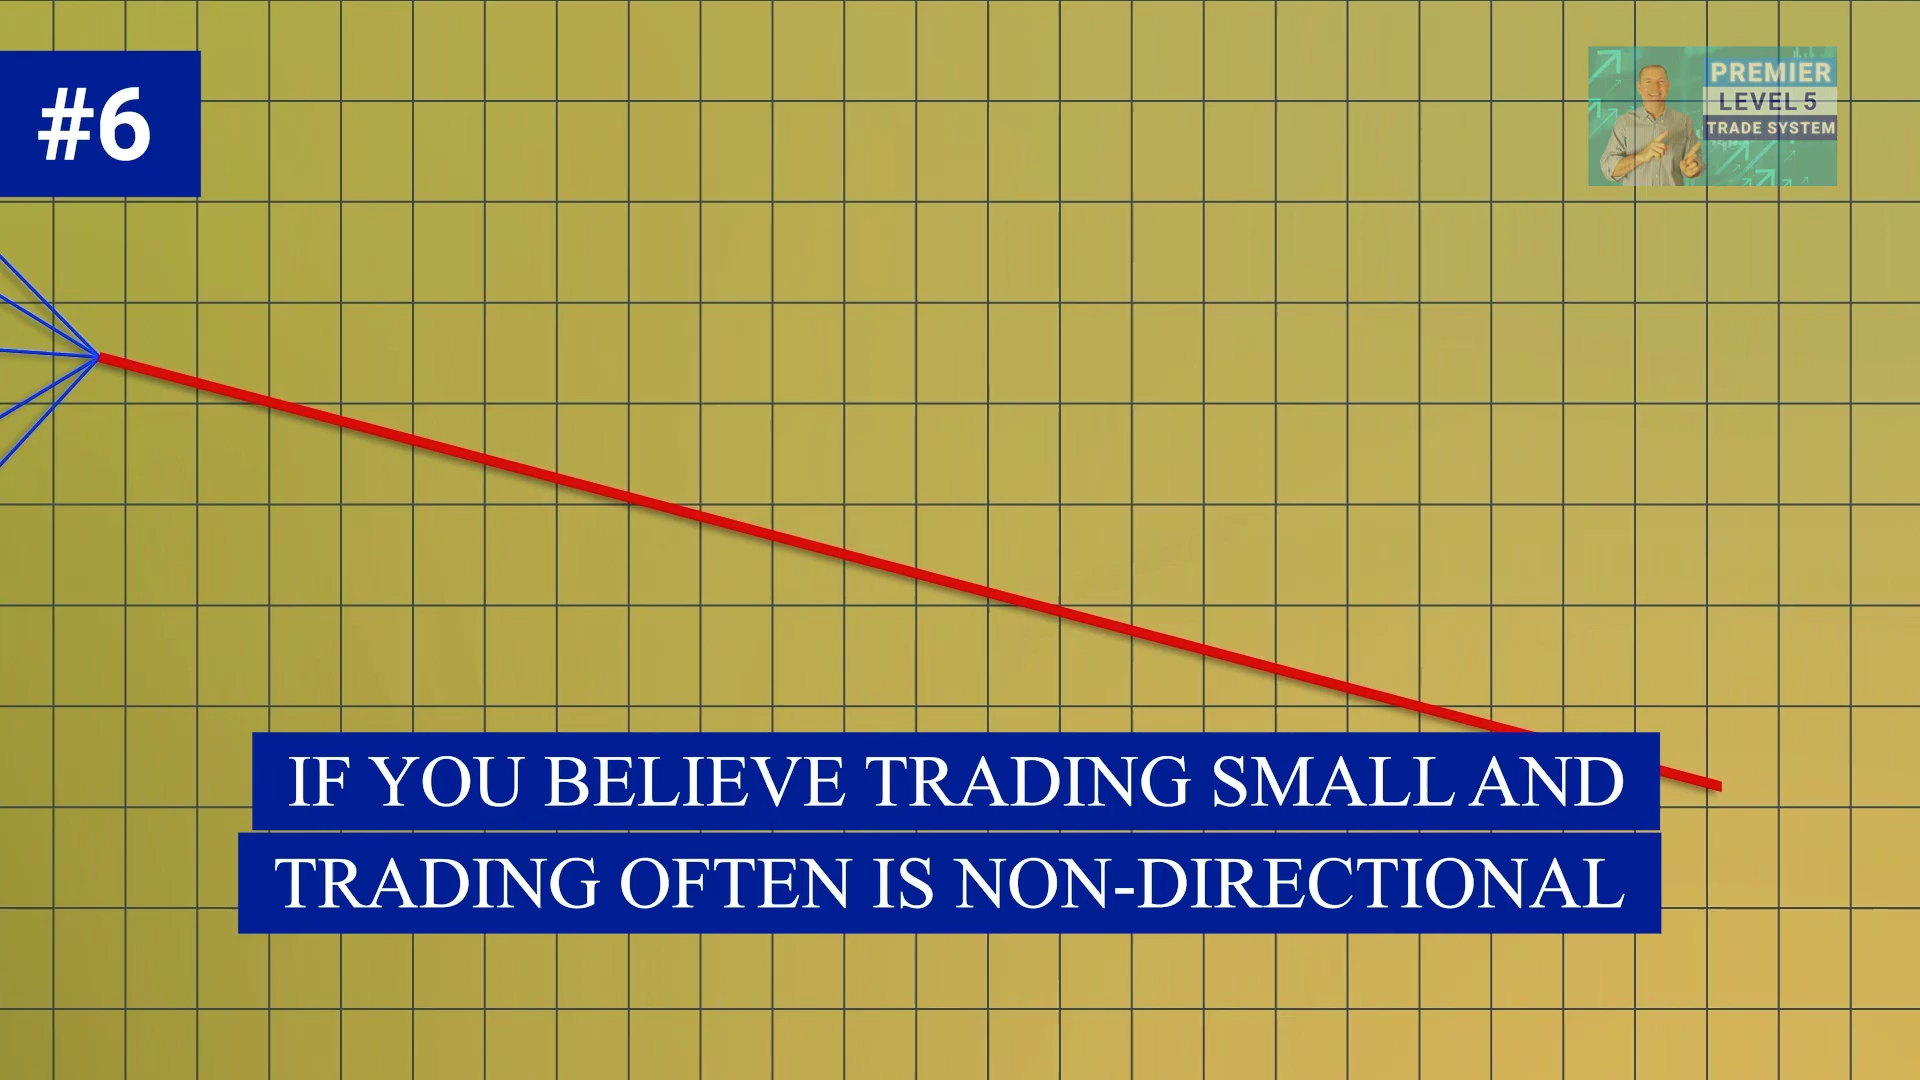 #6
PREMIER
LEVEL 5
TRADE SYSTEM
IF YOU BELIEVE TRADING SMALL AND
TRADING OFTEN IS NON-DIRECTIONAL